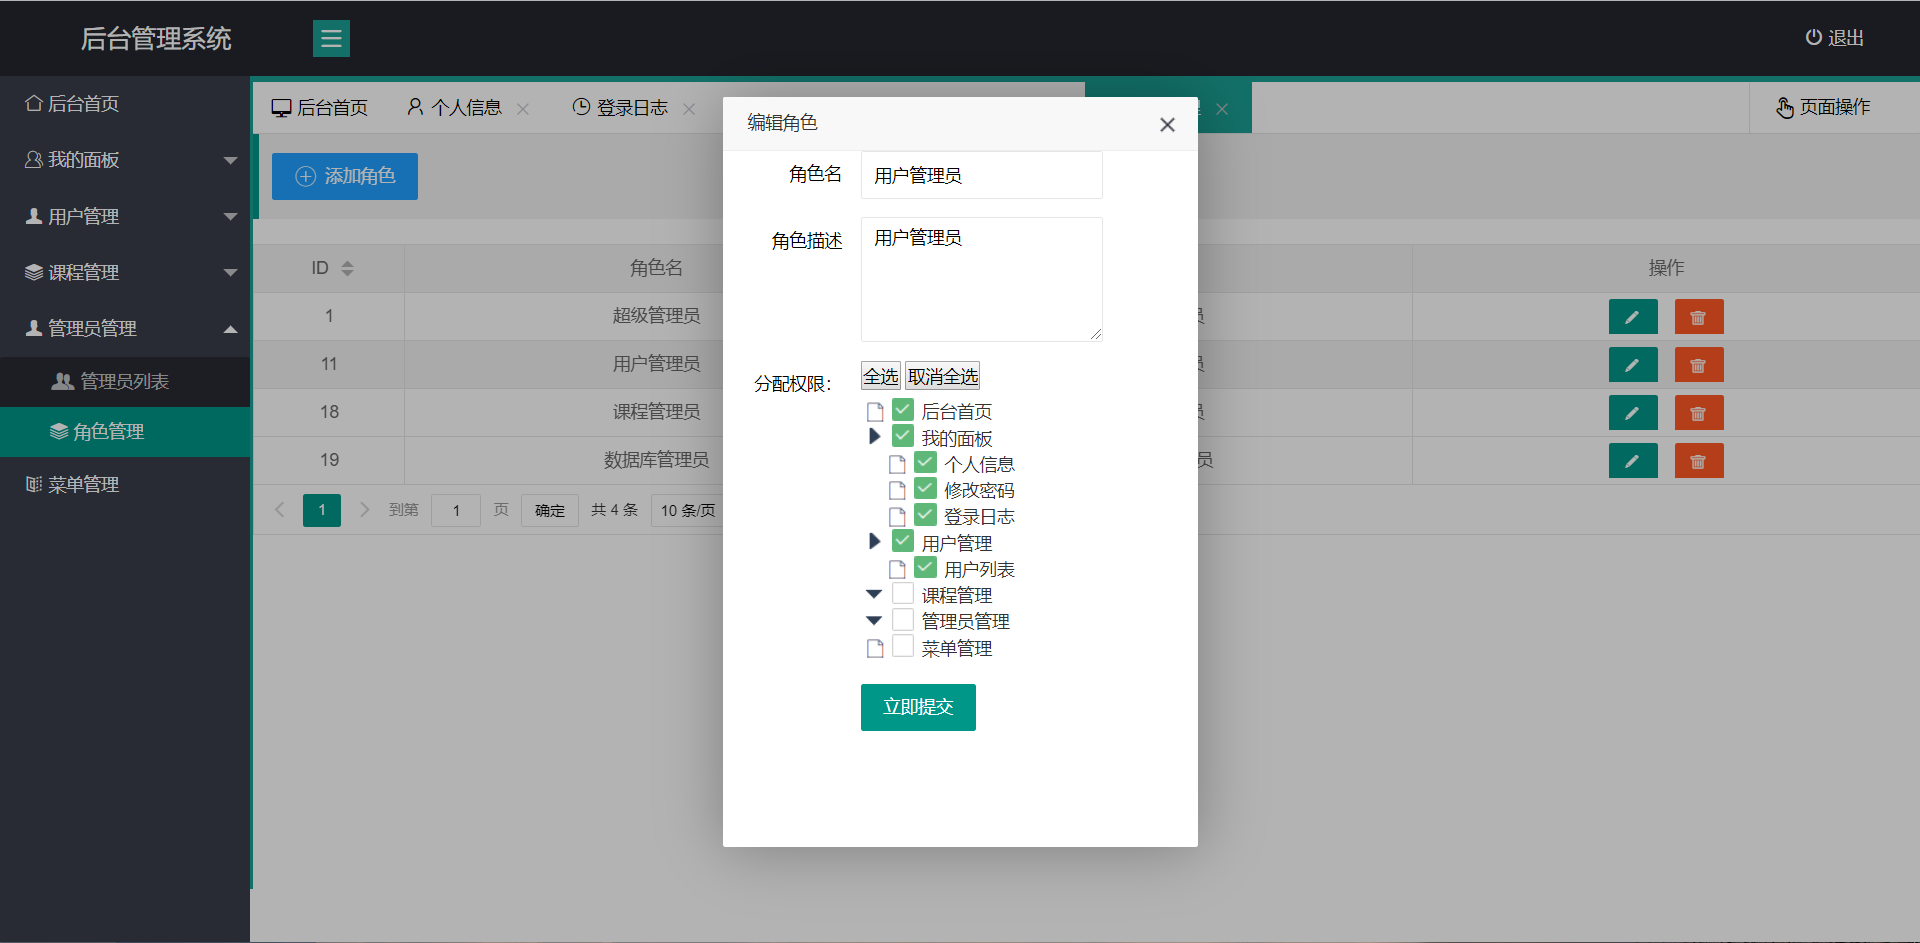 后台管理系统
退出
后台首页
我的面板
用户管理
课程管理
管理员管理
管理员列表
角色管理
菜单管理
后台首页
个人信息
登录日志
页面操作
添加角色
ID 角色名 操作
1 超级管理员 员
11 用户管理员 员
18 课程管理员 员
19 数据库管理员 员
1 到第 1 页 确定 共 4 条 10 条/页
编辑角色
角色名 用户管理员
角色描述 用户管理员
分配权限: 全选 取消全选
后台首页
我的面板
个人信息
修改密码
登录日志
用户管理
用户列表
课程管理
管理员管理
菜单管理
立即提交